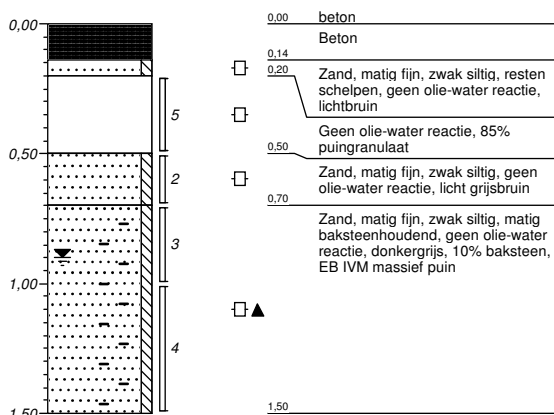 0,00
0,50
1,00
1,50
5
2
3
4
0,00 beton
Beton
0,14
0,20
Zand, matig fijn, zwak siltig, resten
schelpen, geen olie-water reactie,
lichtbruin
Geen olie-water reactie, 85%
puingranulaat
0,50
Zand, matig fijn, zwak siltig, geen
olie-water reactie, licht grijsbruin
0,70
Zand, matig fijn, zwak siltig, matig
baksteenhoudend, geen olie-water
reactie, donkergrijs, 10% baksteen,
EB IVM massief puin
1,50